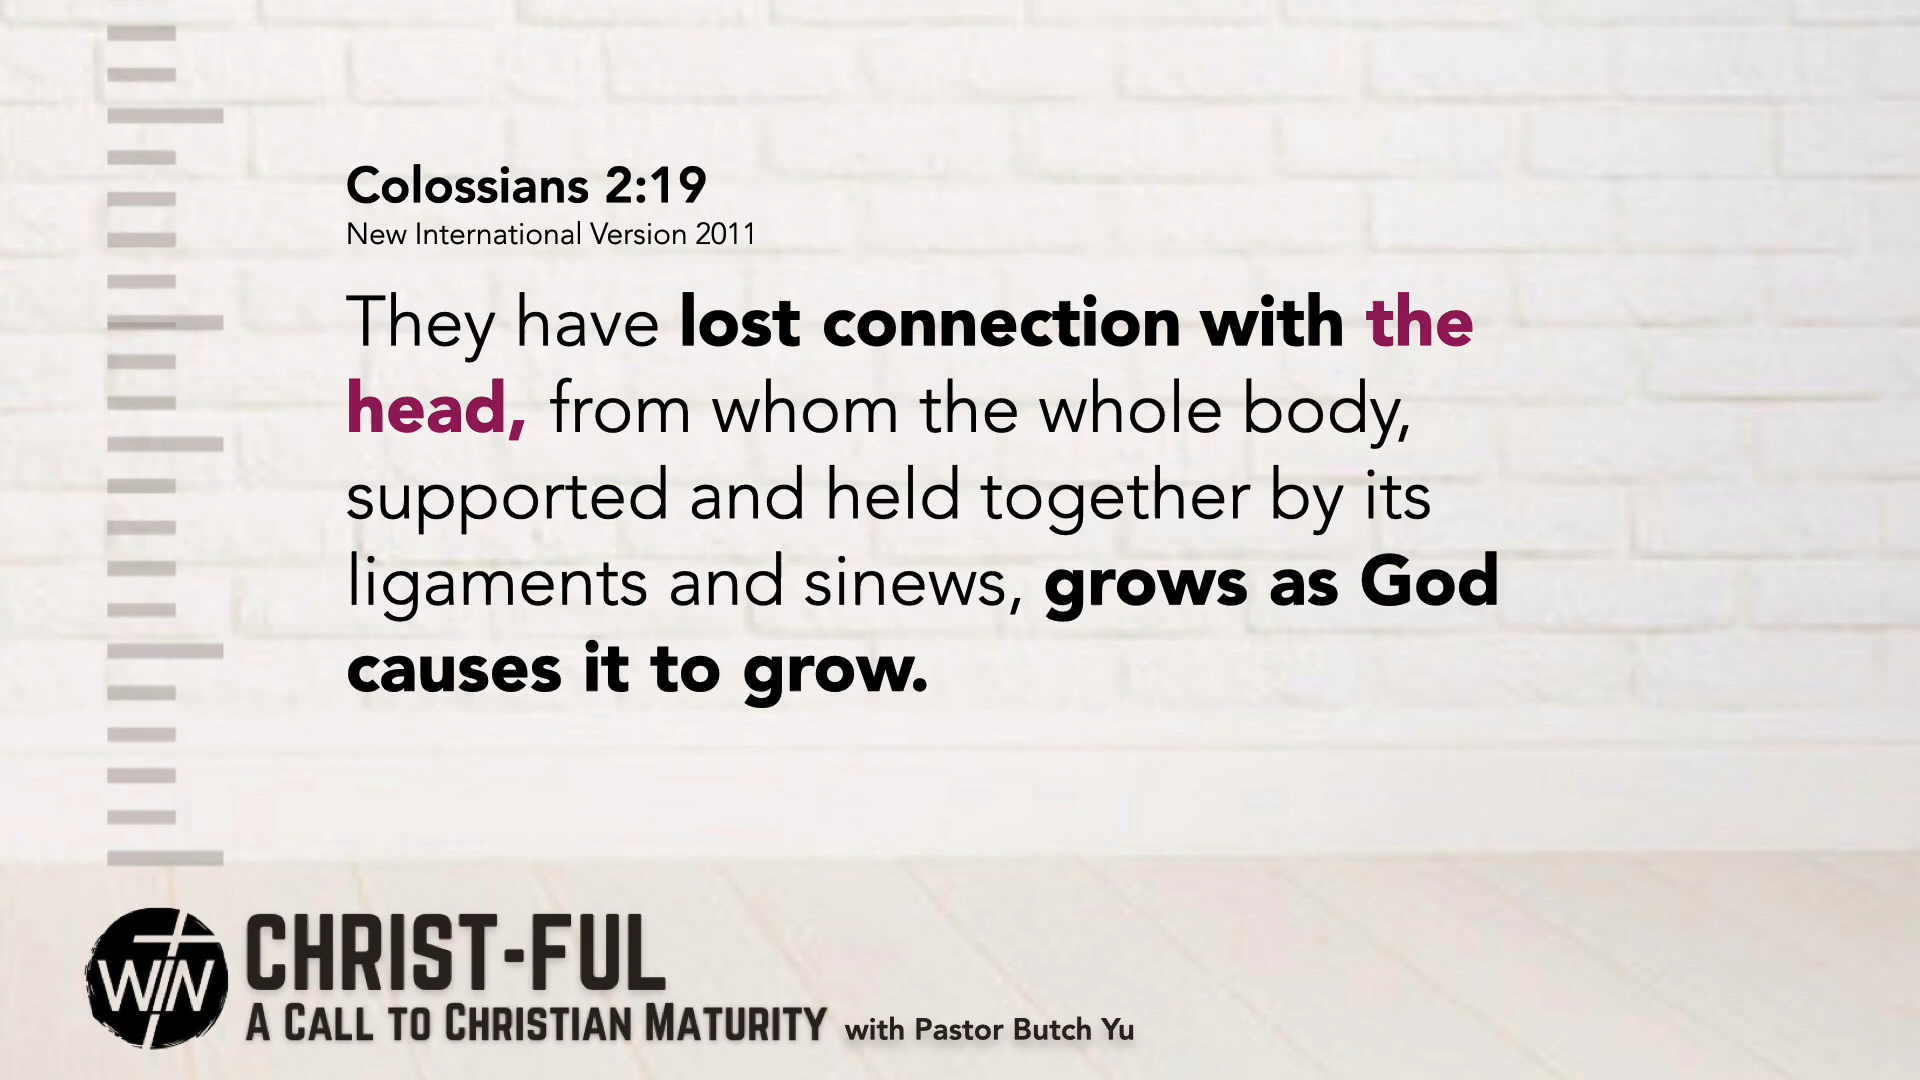 Colossians 2:19
New International Version 2011
They have lost connection with the
head, from whom the whole body,
supported and held together by its
ligaments and sinews, grows as God
causes it to grow.
WIN
CHRIST-FUL
A CALL TO CHRISTIAN MATURITY with Pastor Butch Yu